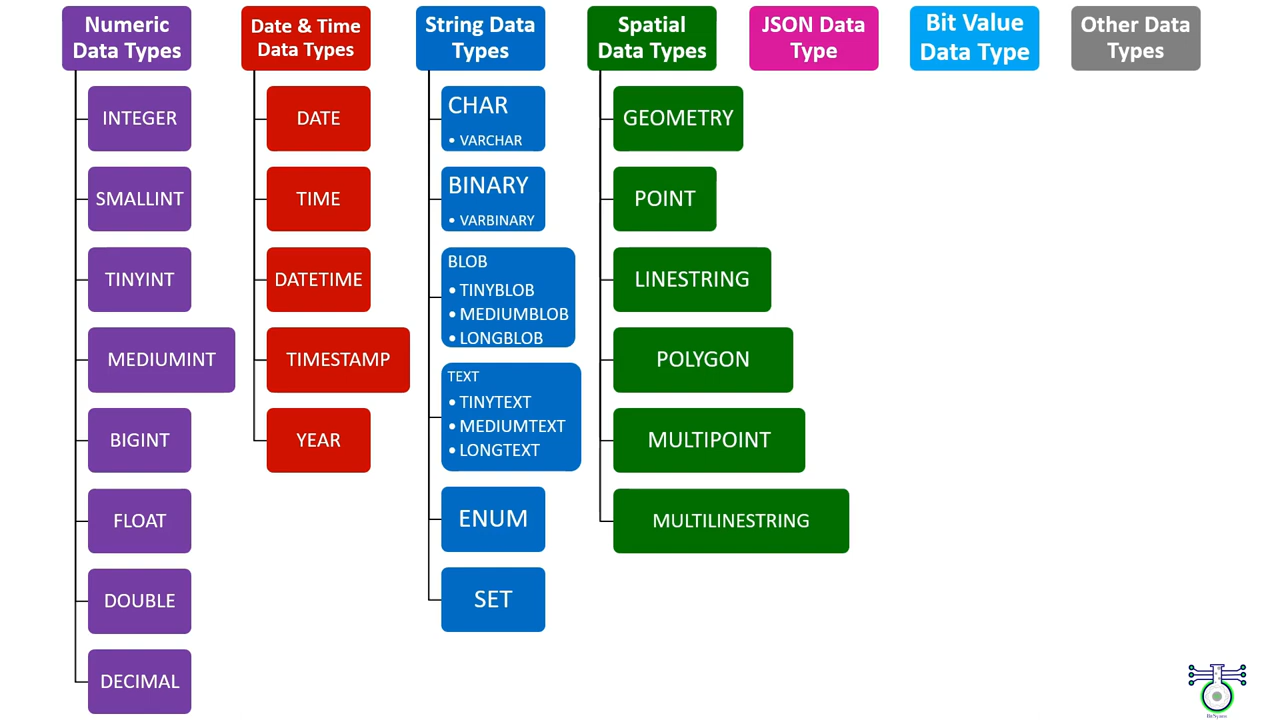 Numeric
Data Types
INTEGER
SMALLINT
TINYINT
MEDIUMINT
BIGINT
FLOAT
DOUBLE
DECIMAL
Date & Time
Data Types
DATE
TIME
DATETIME
TIMESTAMP
YEAR
String Data
Types
CHAR
• VARCHAR
BINARY
• VARBINARY
BLOB
• TINYBLOB
• MEDIUMBLOB
• LONGBLOB
TEXT
• TINYTEXT
• MEDIUMTEXT
• LONGTEXT
ENUM
SET
Spatial
Data Types
GEOMETRY
POINT
LINESTRING
POLYGON
MULTIPOINT
MULTILINESTRING
JSON Data
Type
Bit Value
Data Type
Other Data
Types